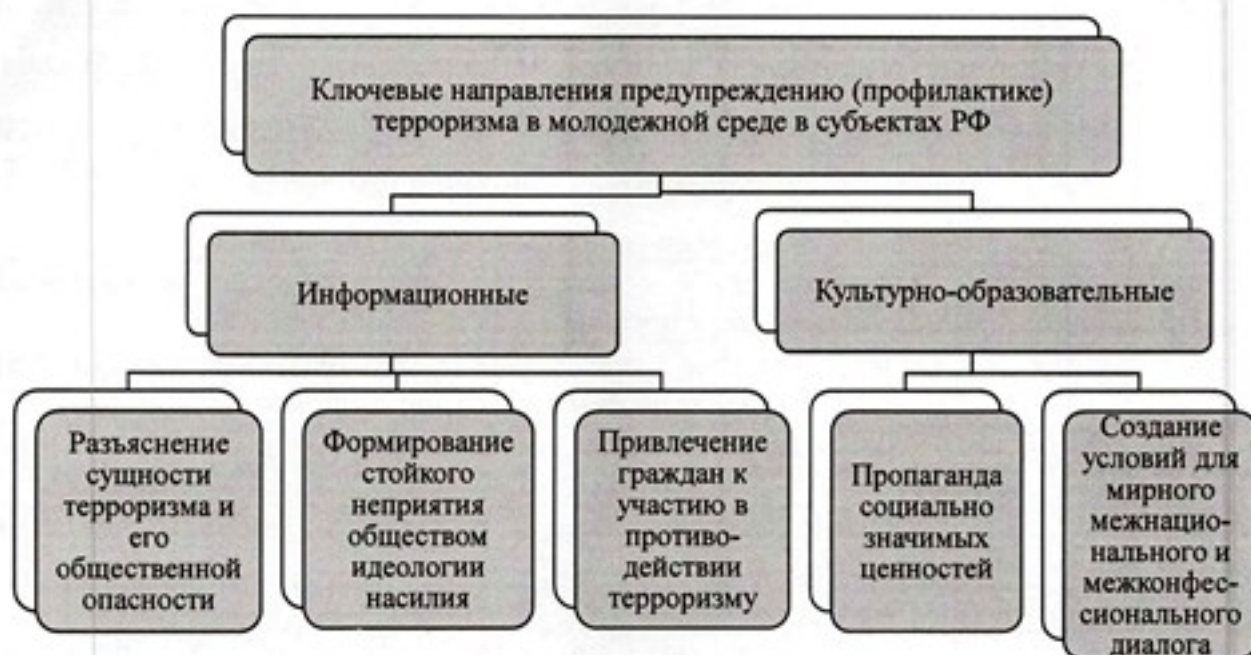 Ключевые направления предупреждению (профилактике)
терроризма в молодежной среде в субъектах РФ
Информационные
Культурно-образовательные
Разъяснение
сущности
терроризма и
его
общественной
опасности
Формирование
стойкого
неприятия
обществом
идеологии
насилия
Привлечение
граждан к
участию в
противо-
действии
терроризму
Пропаганда
социально
значимых
ценностей
Создание
условий для
мирного
межнацио-
нального и
межконфес-
сионального
диалога